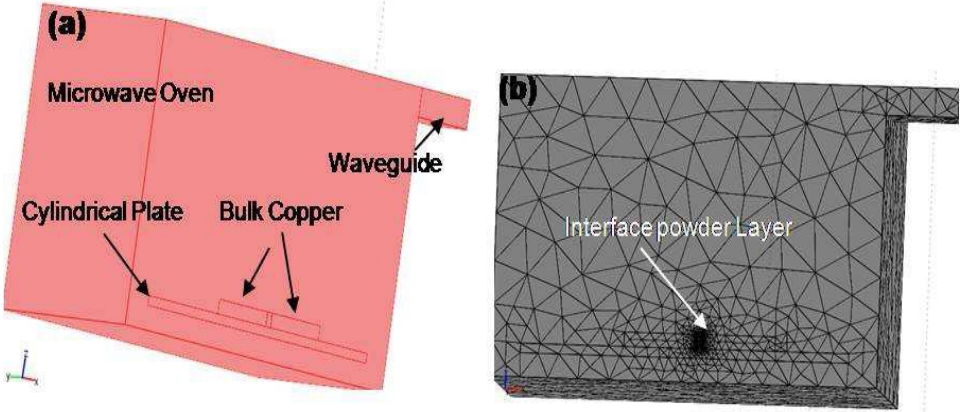 (a)
Microwave Oven
Waveguide
Cylindrical Plate
Bulk Copper
y
z
x
(b)
Interface powder Layer